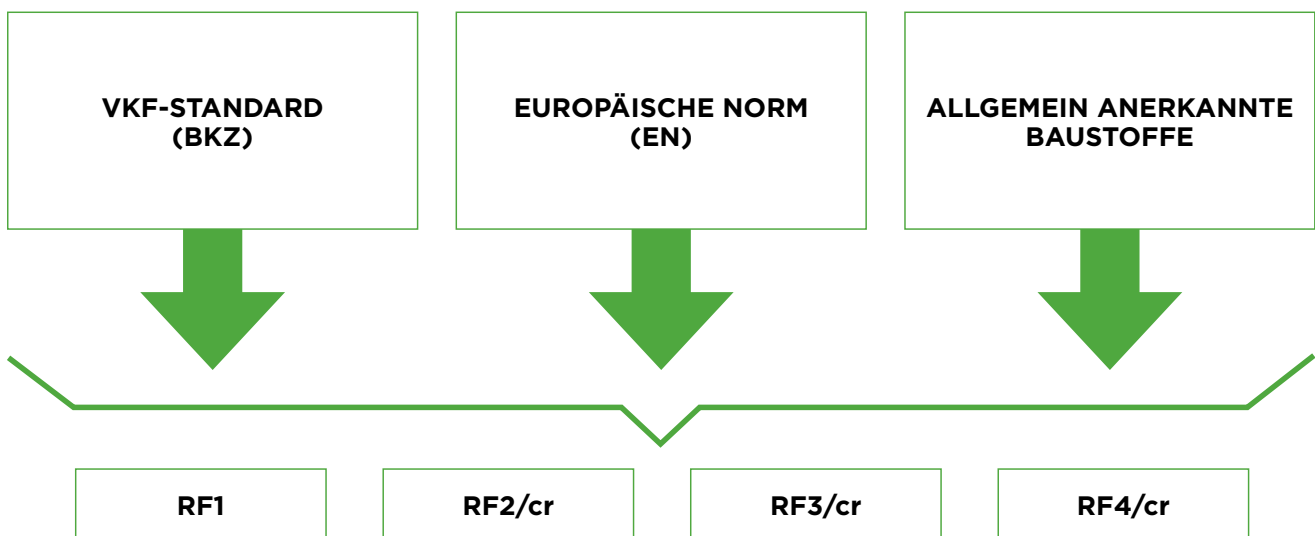 VKF-STANDARD
(BKZ)
EUROPÄISCHE NORM
(EN)
ALLGEMEIN ANERKANNTE
BAUSTOFFE
RF1
RF2/cr
RF3/cr
RF4/cr